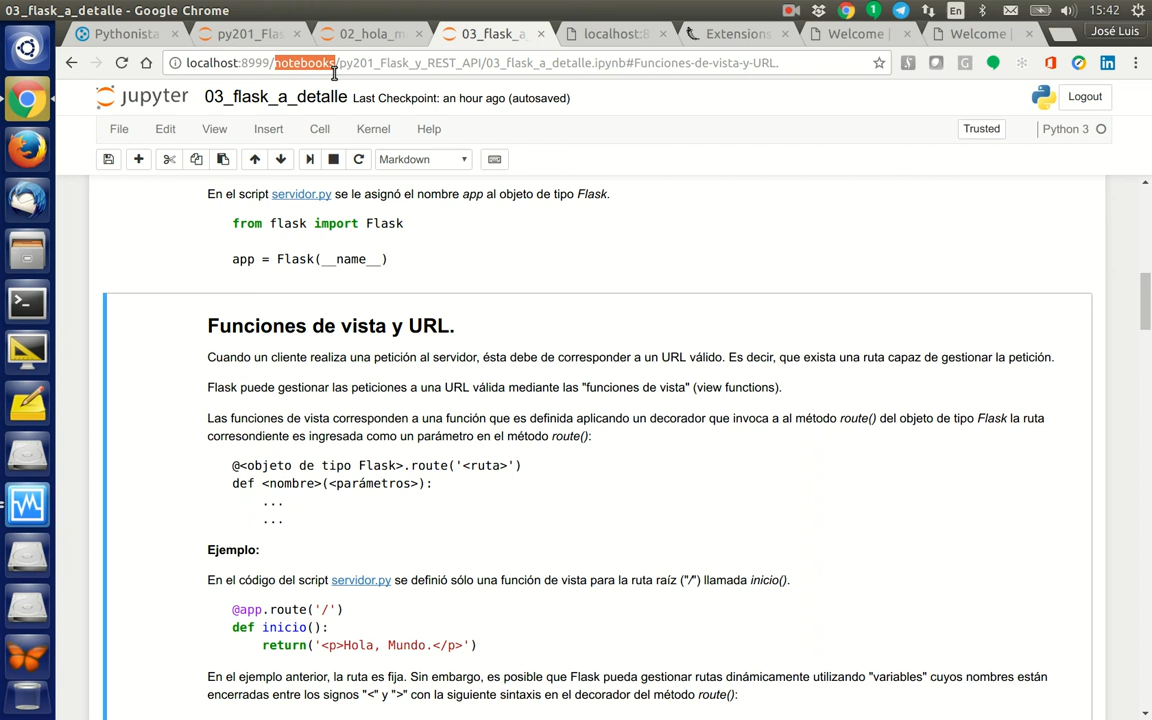 03_flask_a_detalle - Google Chrome
En
15:42
Pythonista
py201_Flas
02_hola_m
03_flask_a_
localhost:8
Extensions
Welcome
Welcome
José Luis
localhost:8999/notebooks/py201_Flask_y_REST_API/03_flask_a_detalle.ipynb#Funciones-de-vista-y-URL.
jupyter 03_flask_a_detalle Last Checkpoint: an hour ago (autosaved)
Logout
File Edit View Insert Cell Kernel Help
Trusted
Python 3
Markdown
En el script servidor.py se le asignó el nombre app al objeto de tipo Flask.
from flask import Flask
app = Flask(__name__)
Funciones de vista y URL.
Cuando un cliente realiza una petición al servidor, ésta debe de corresponder a un URL válido. Es decir, que exista una ruta capaz de gestionar la petición.
Flask puede gestionar las peticiones a una URL válida mediante las "funciones de vista" (view functions).
Las funciones de vista corresponden a una función que es definida aplicando un decorador que invoca a al método route() del objeto de tipo Flask la ruta
corresondiente es ingresada como un parámetro en el método route():
@<objeto de tipo Flask>.route('<ruta>')
def <nombre>(<parámetros>):
...
...
Ejemplo:
En el código del script servidor.py se definió sólo una función de vista para la ruta raíz ("/") llamada inicio().
@app.route('/')
def inicio():
return('<p>Hola, Mundo.</p>')
En el ejemplo anterior, la ruta es fija. Sin embargo, es posible que Flask pueda gestionar rutas dinámicamente utilizando "variables" cuyos nombres están
encerradas entre los signos "<" y ">" con la siguiente sintaxis en el decorador del método route():